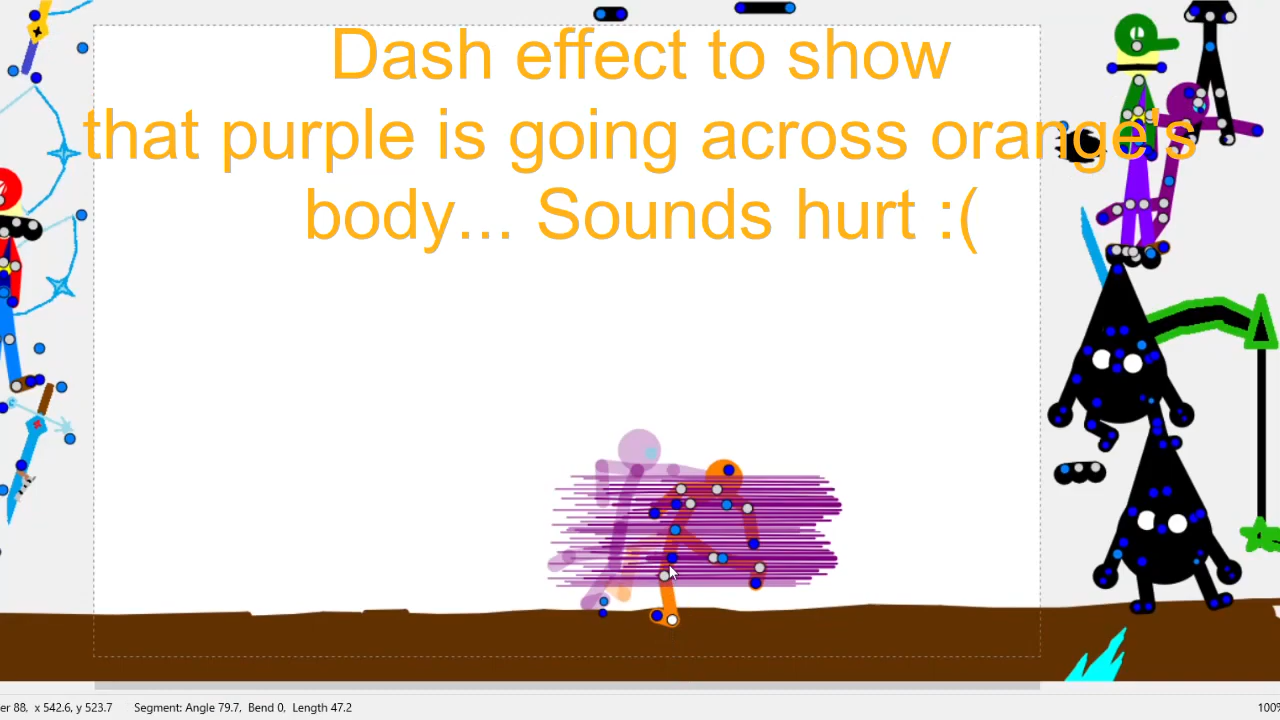 Dash effect to show
that purple is going across orange's
body... Sounds hurt :(
er 88, x 542.6, y 523.7 Segment: Angle 79.7, Bend 0, Length 47.2
100%